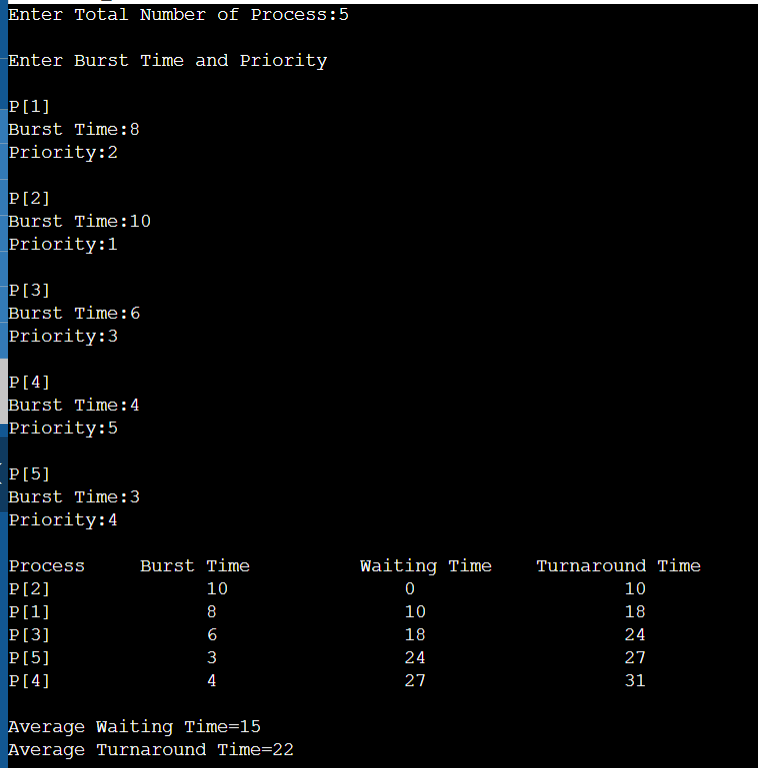 Enter Total Number of Process:5
Enter Burst Time and Priority
P[1]
Burst Time:8
Priority:2
P[2]
Burst Time:10
Priority:1
P[3]
Burst Time:6
Priority:3
P[4]
Burst Time:4
Priority:5
P[5]
Burst Time:3
Priority:4
Process Burst Time Waiting Time Turnaround Time
P[2] 10 0 10
P[1] 8 10 18
P[3] 6 18 24
P[5] 3 24 27
P[4] 4 27 31
Average Waiting Time=15
Average Turnaround Time=22